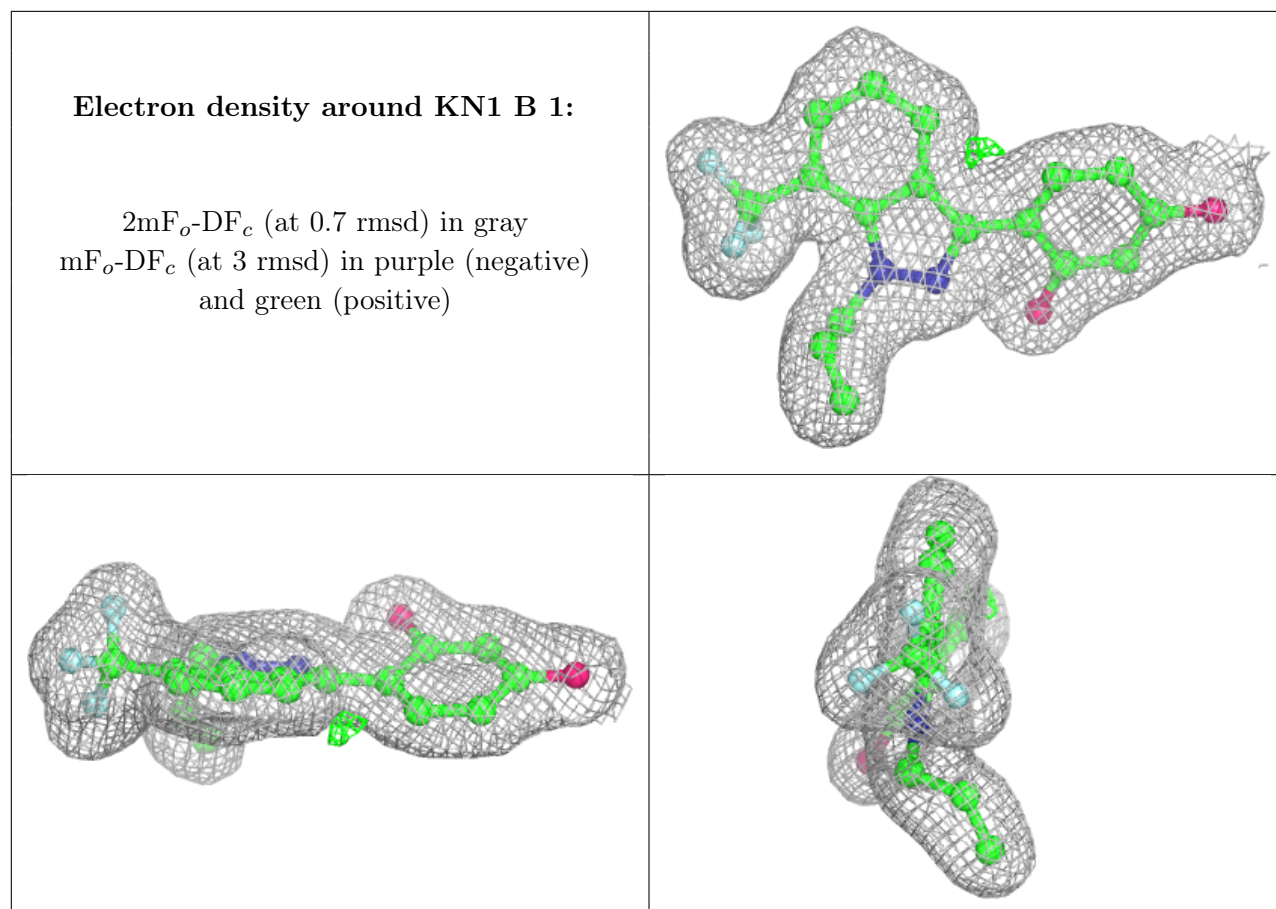 Electron density around KN1 B 1:
2mFo-DFc (at 0.7 rmsd) in gray
mFo-DFc (at 3 rmsd) in purple (negative)
and green (positive)